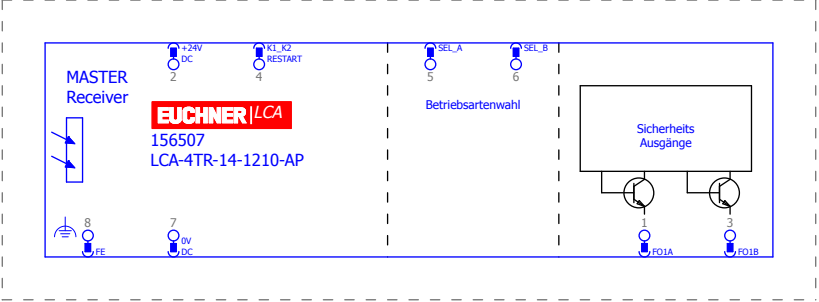 +24V
DC
K1_K2
RESTART
SEL_A
SEL_B
2
4
5
6
MASTER
Receiver
EUCHNER LCA
156507
LCA-4TR-14-1210-AP
Betriebsartenwahl
Sicherheits
Ausgänge
8
7
1
3
FE
0V
DC
FO1A
FO1B